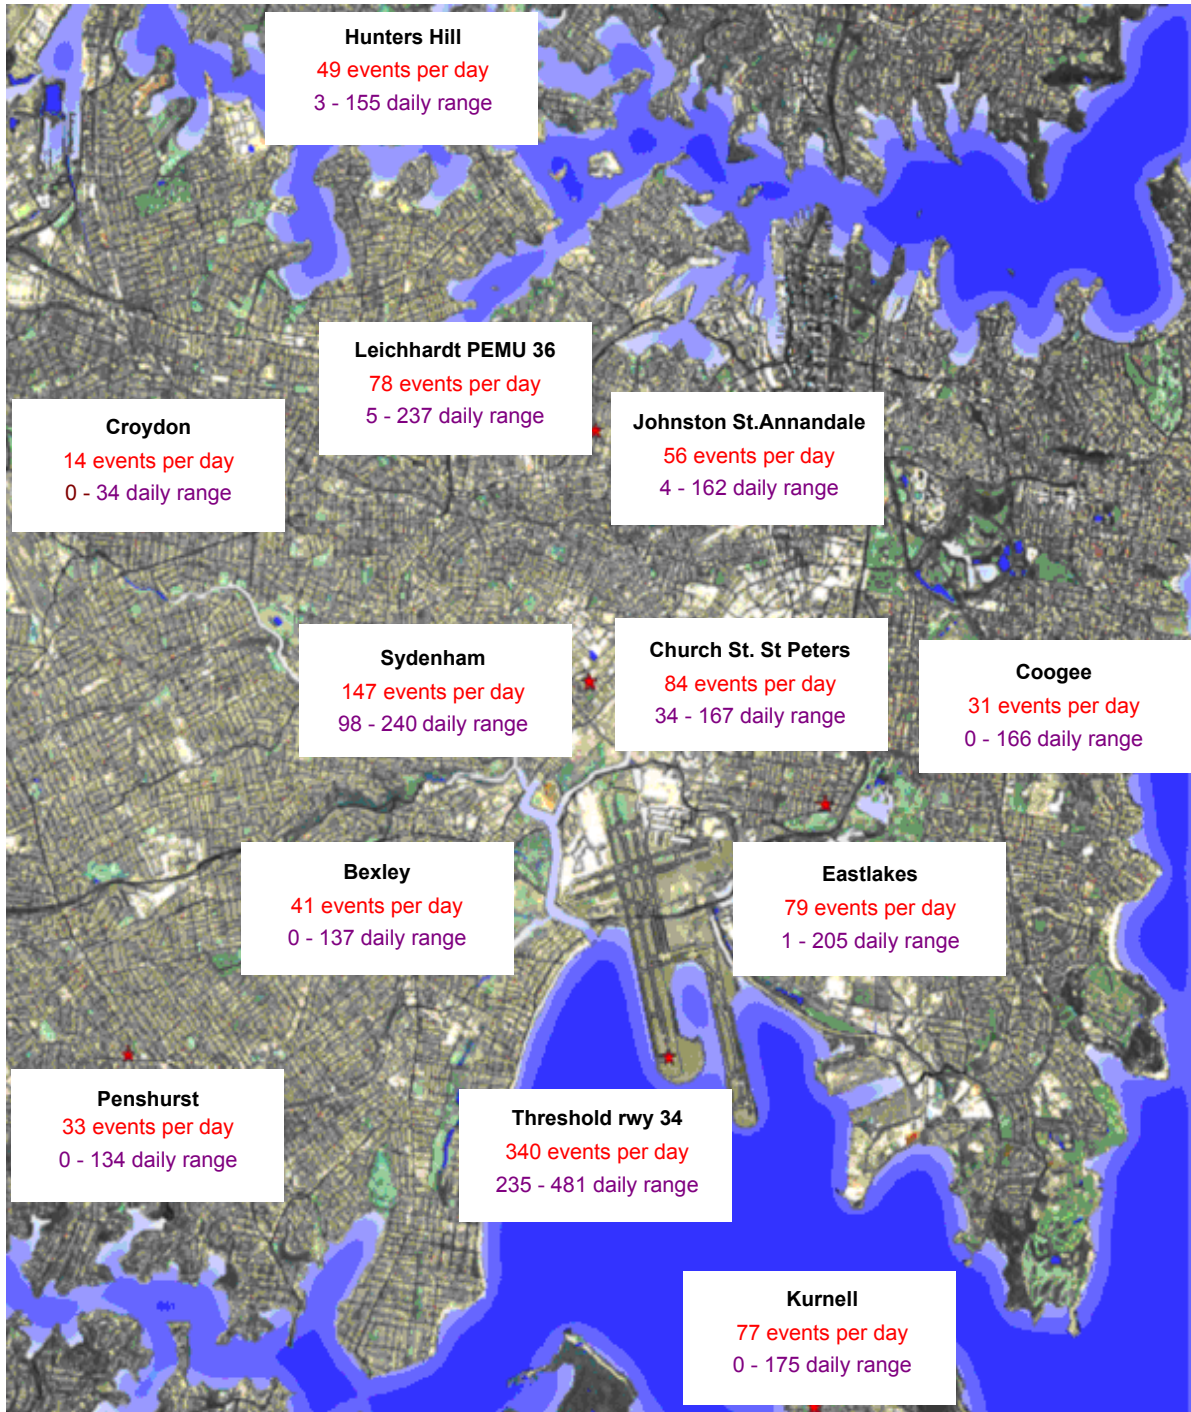 Hunters Hill
49 events per day
3 - 155 daily range
Leichhardt PEMU 36
78 events per day
5 - 237 daily range
Croydon
14 events per day
0 - 34 daily range
Johnston St.Annandale
56 events per day
4 - 162 daily range
Sydenham
147 events per day
98 - 240 daily range
Church St. St Peters
84 events per day
34 - 167 daily range
Coogee
31 events per day
0 - 166 daily range
Bexley
41 events per day
0 - 137 daily range
Eastlakes
79 events per day
1 - 205 daily range
Penshurst
33 events per day
0 - 134 daily range
Threshold rwy 34
340 events per day
235 - 481 daily range
Kurnell
77 events per day
0 - 175 daily range